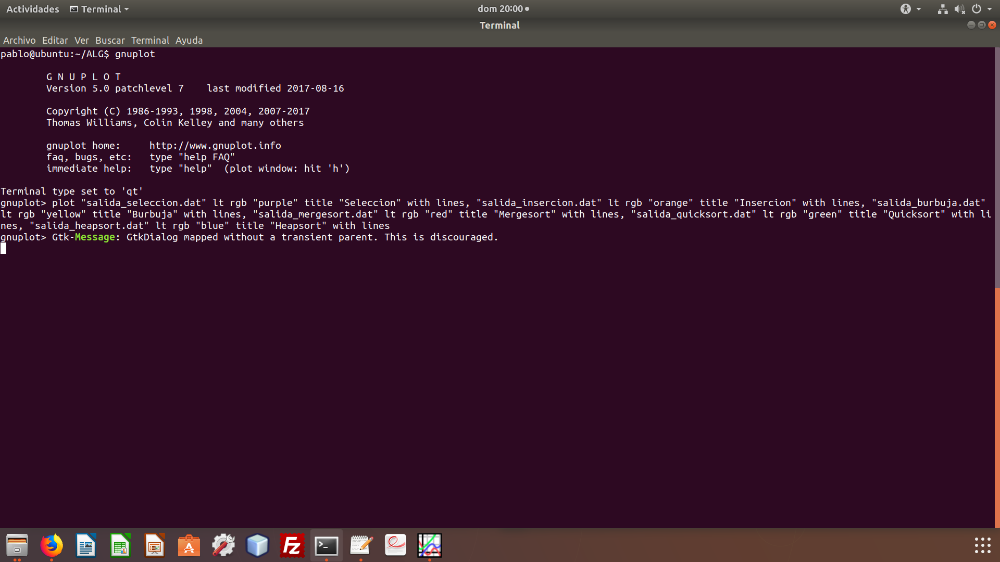 Actividades Terminal dom 20:00
Terminal
Archivo Editar Ver Buscar Terminal Ayuda
pablo@ubuntu:~/ALG$ gnuplot
G N U P L O T
Version 5.0 patchlevel 7    last modified 2017-08-16
Copyright (C) 1986-1993, 1998, 2004, 2007-2017
Thomas Williams, Colin Kelley and many others
gnuplot home:     http://www.gnuplot.info
faq, bugs, etc:   type "help FAQ"
immediate help:   type "help"  (plot window: hit 'h')
Terminal type set to 'qt'
gnuplot> plot "salida_seleccion.dat" lt rgb "purple" title "Seleccion" with lines, "salida_insercion.dat" lt rgb "orange" title "Insercion" with lines, "salida_burbuja.dat"
lt rgb "yellow" title "Burbuja" with lines, "salida_mergesort.dat" lt rgb "red" title "Mergesort" with lines, "salida_quicksort.dat" lt rgb "green" title "Quicksort" with li
nes, "salida_heapsort.dat" lt rgb "blue" title "Heapsort" with lines
gnuplot> Gtk-Message: GtkDialog mapped without a transient parent. This is discouraged.
Fz